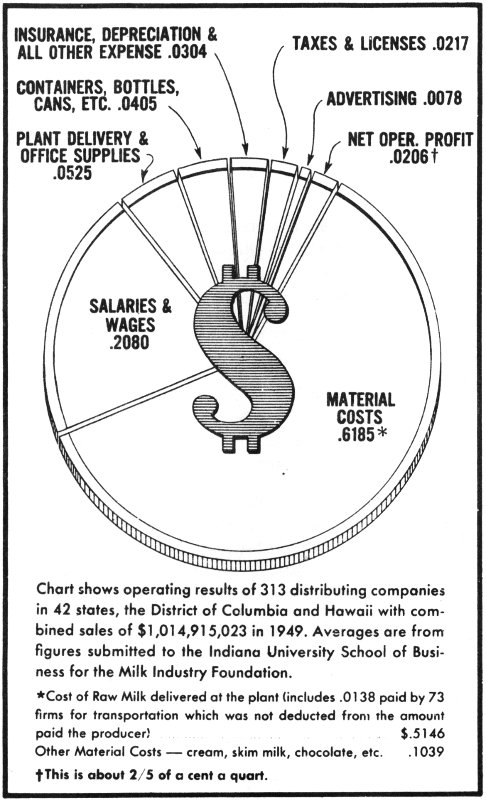 INSURANCE, DEPRECIATION &
ALL OTHER EXPENSE .0304
TAXES & LICENSES .0217
CONTAINERS, BOTTLES,
CANS, ETC. .0405
ADVERTISING .0078
PLANT DELIVERY &
OFFICE SUPPLIES
.0525
NET OPER. PROFIT
.0206†
SALARIES &
WAGES
.2080
$
MATERIAL
COSTS
.6185*
Chart shows operating results of 313 distributing companies
in 42 states, the District of Columbia and Hawaii with com-
bined sales of $1,014,915,023 in 1949. Averages are from
figures submitted to the Indiana University School of Busi-
ness for the Milk Industry Foundation.
*Cost of Raw Milk delivered at the plant (includes .0138 paid by 73
firms for transportation which was not deducted from the amount
paid the producer) $.5146
Other Material Costs — cream, skim milk, chocolate, etc. .1039
†This is about 2/5 of a cent a quart.